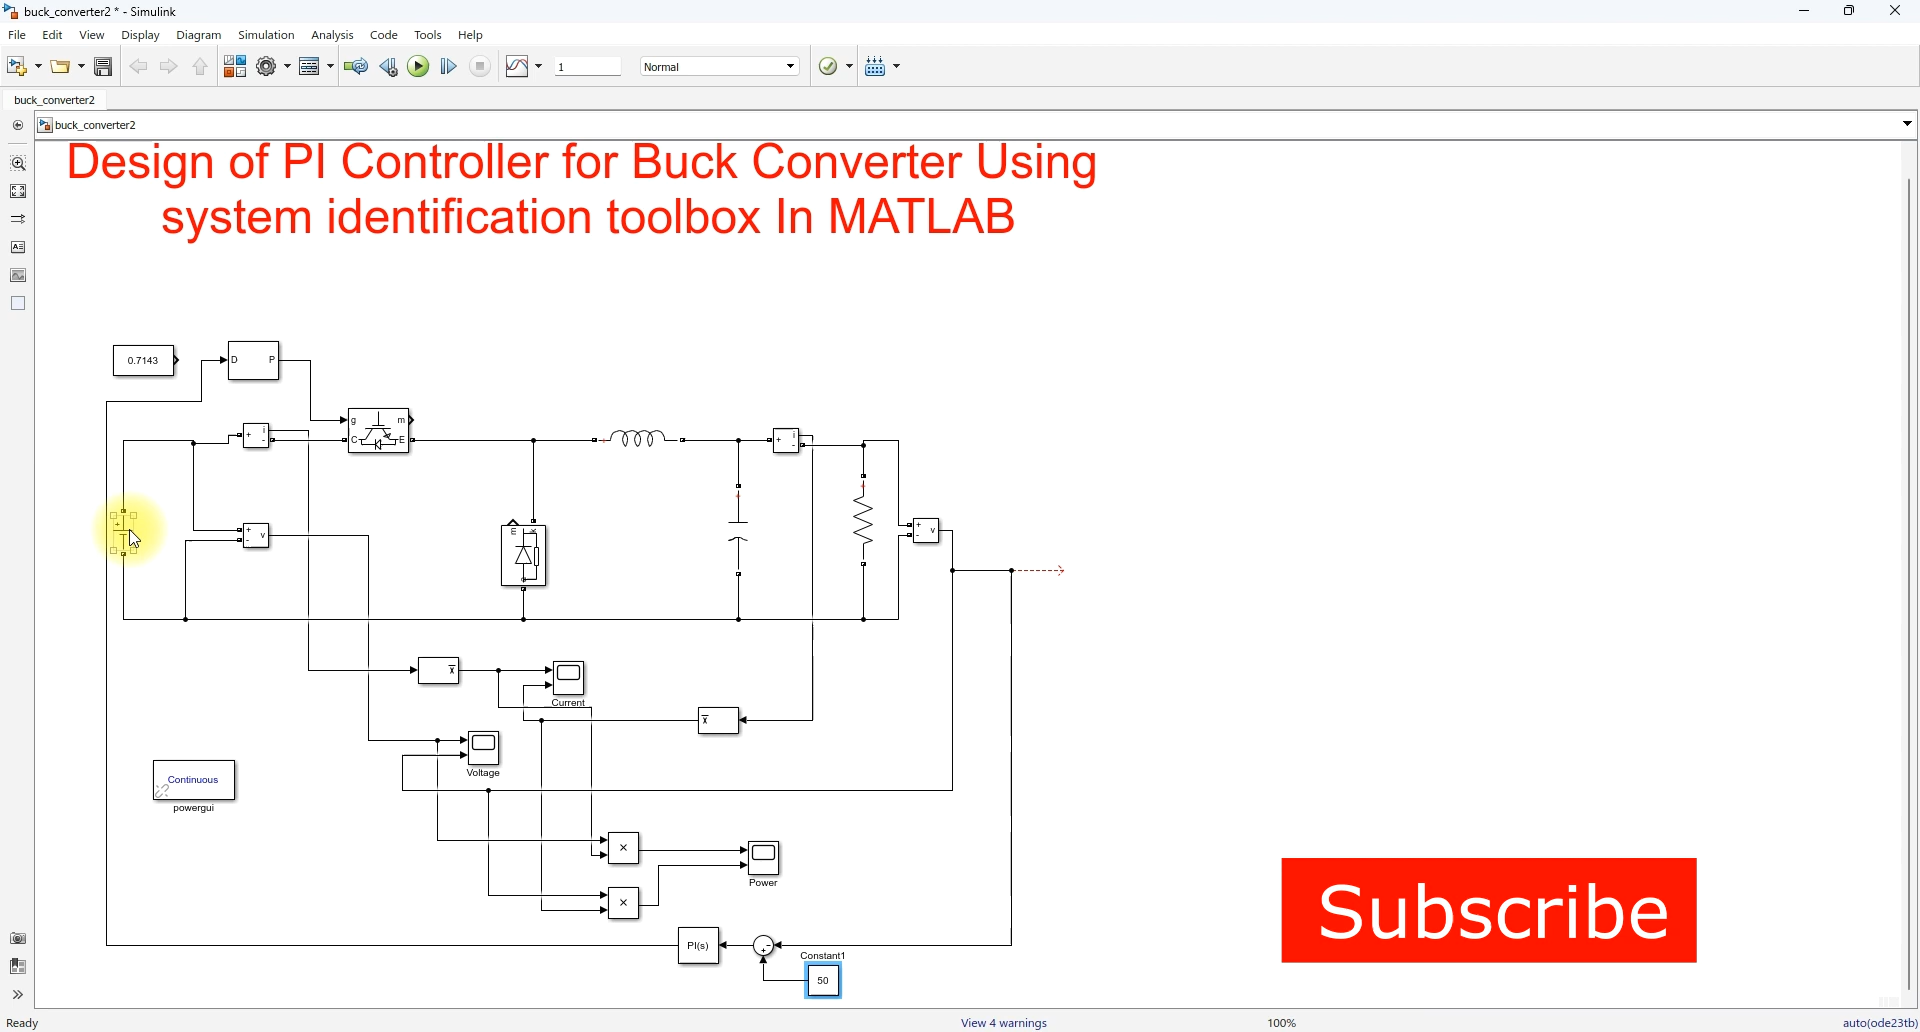 buck_converter2 * - Simulink
File Edit View Display Diagram Simulation Analysis Code Tools Help
1 Normal
buck_converter2
buck_converter2
Design of PI Controller for Buck Converter Using
system identification toolbox In MATLAB
0.7143
D P
g m
C E
+ i
-
+ i
-
+ v
-
+ v
-
m k
a
x
Current
x
Voltage
Continuous
powergui
×
Power
×
PI(s)
Constant1
50
Subscribe
Ready View 4 warnings 100% auto(ode23tb)